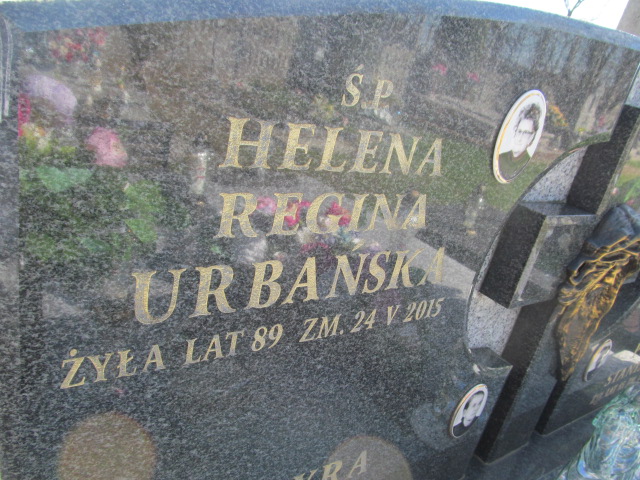 Ś.P.
HELENA
REGINA
URBAŃSKA
ŻYŁA LAT 89 ZM. 24 V 2015